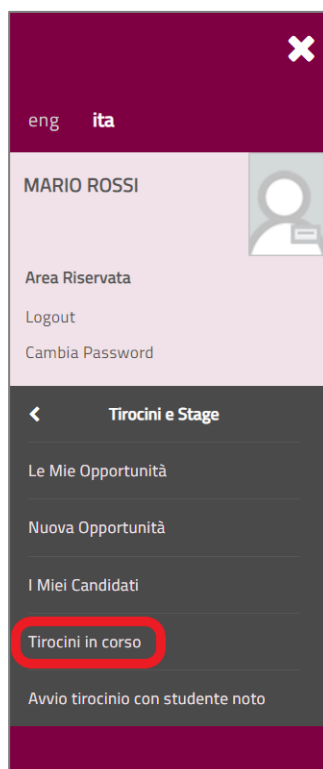 eng ita
MARIO ROSSI
Area Riservata
Logout
Cambia Password
Tirocini e Stage
Le Mie Opportunità
Nuova Opportunità
I Miei Candidati
Tirocini in corso
Avvio tirocinio con studente noto